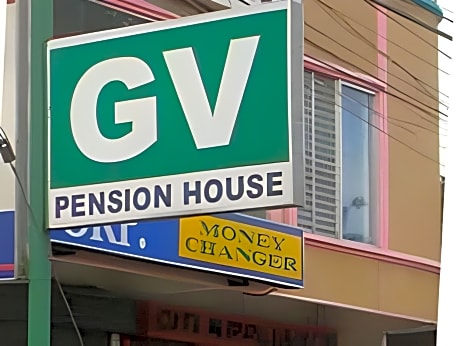 GV
PENSION HOUSE
MONEY
CHANGER